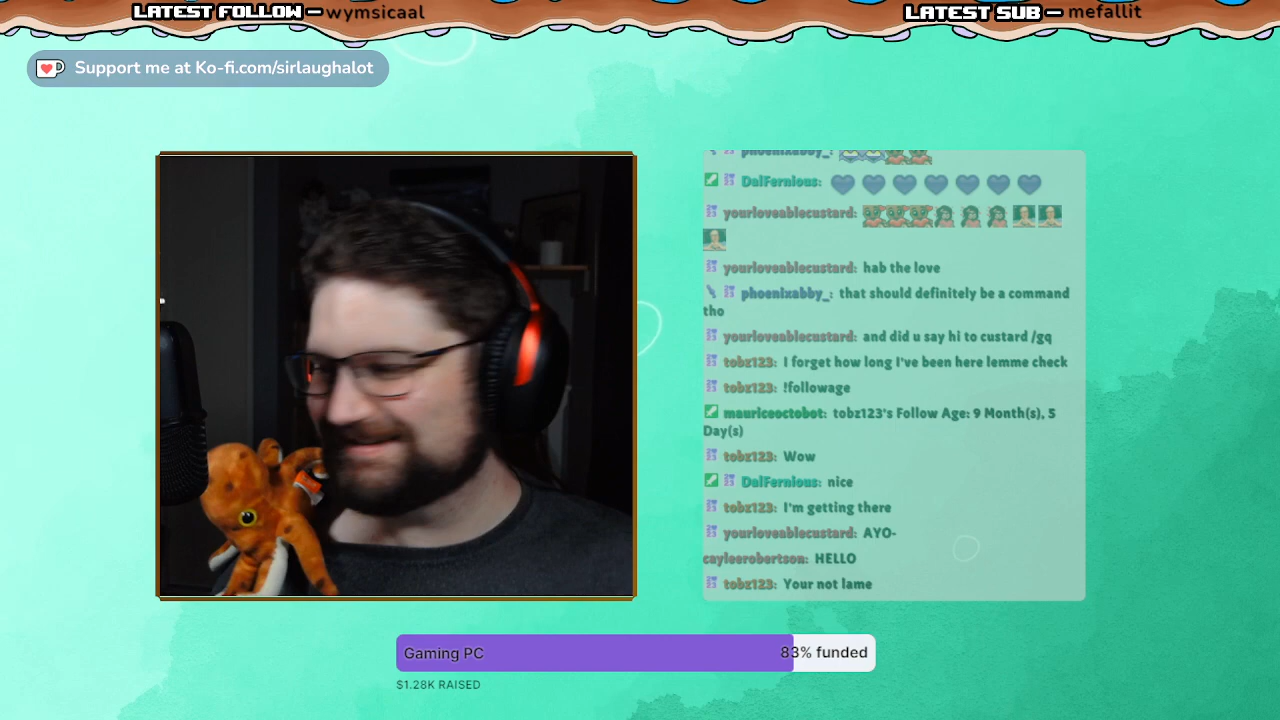 LATEST FOLLOW — wymsicaal
LATEST SUB — mefallit
Support me at Ko-fi.com/sirlaughalot
phoenixabby_:
DalFernious:
yourloveablecustard:
yourloveablecustard: hab the love
phoenixabby_: that should definitely be a command
tho
yourloveablecustard: and did u say hi to custard /gq
tobz123: I forget how long I've been here lemme check
tobz123: !followage
mauriceoctobot: tobz123's Follow Age: 9 Month(s), 5
Day(s)
tobz123: Wow
DalFernious: nice
tobz123: I'm getting there
yourloveablecustard: AYO-
cayleerobertson: HELLO
tobz123: Your not lame
Gaming PC
83% funded
$1.28K RAISED